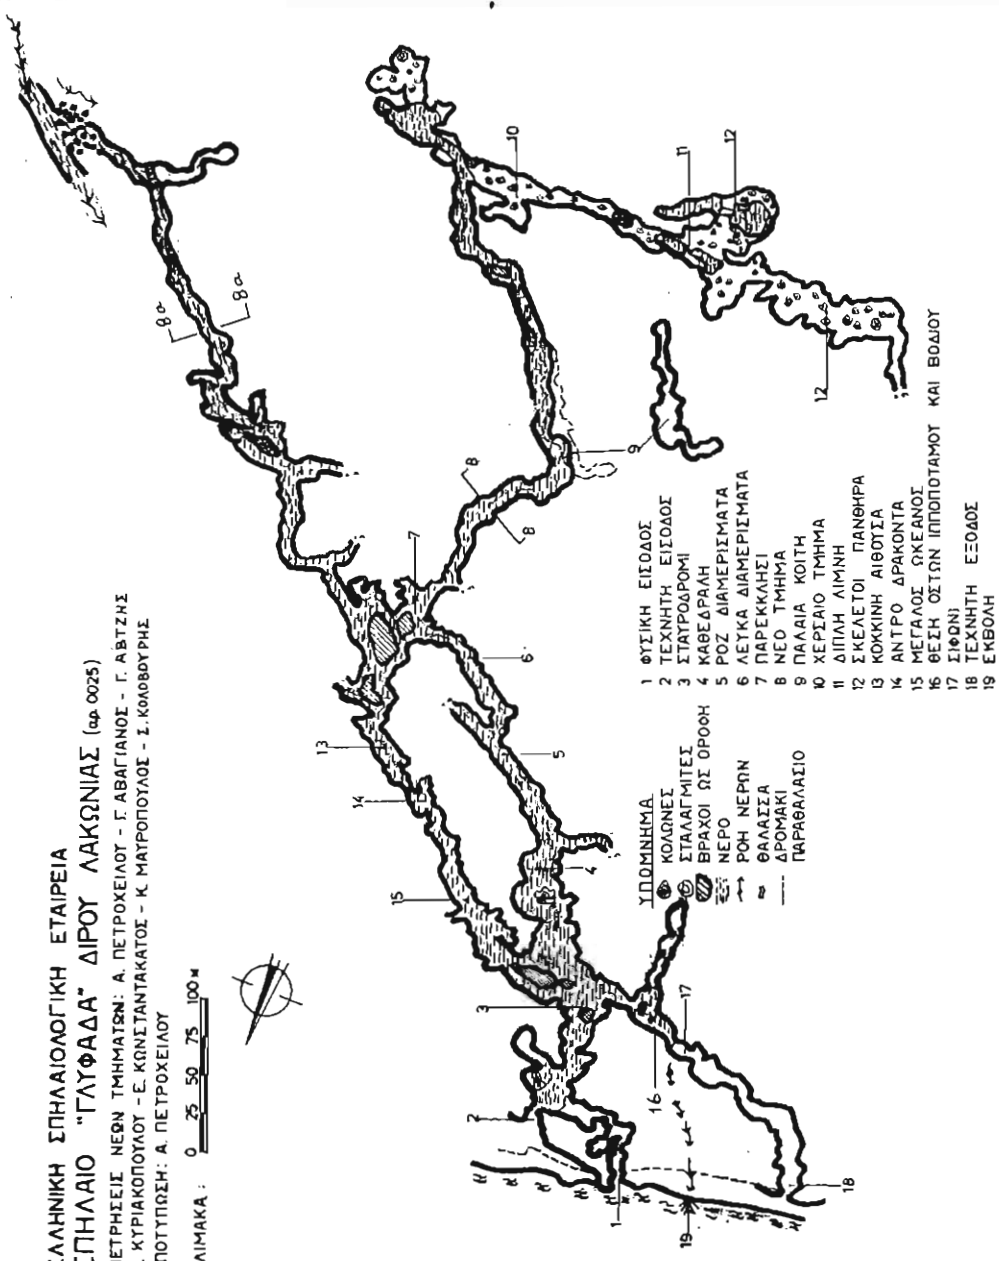 ΛΛΗΝΙΚΗ ΣΠΗΛΑΙΟΛΟΓΙΚΗ ΕΤΑΙΡΕΙΑ
ΣΠΗΛΑΙΟ "ΓΛΥΦΑΔΑ" ΔΙΡΟΥ ΛΑΚΩΝΙΑΣ (αρ. 0025)
ΜΕΤΡΗΣΕΙΣ ΝΕΩΝ ΤΜΗΜΑΤΩΝ: Α. ΠΕΤΡΟΧΕΙΛΟΥ - Γ. ΑΒΑΓΙΑΝΟΣ - Γ. ΑΒΤΖΗΣ
. ΚΥΡΙΑΚΟΠΟΥΛΟΥ - Ε. ΚΩΝΣΤΑΝΤΑΚΑΤΟΣ - Κ. ΜΑΥΡΟΠΟΥΛΟΣ - Σ. ΚΟΛΟΒΟΥΡΗΣ
ΠΟΤΥΠΩΣΗ: Α. ΠΕΤΡΟΧΕΙΛΟΥ
ΛΙΜΑΚΑ : 0 25 50 75 100 Μ
ΥΠΟΜΝΗΜΑ
ΚΟΛΩΝΕΣ
ΣΤΑΛΑΓΜΙΤΕΣ
ΒΡΑΧΟΙ ΩΣ ΟΡΟΦΗ
ΝΕΡΟ
ΡΟΗ ΝΕΡΩΝ
ΘΑΛΑΣΣΑ
ΔΡΟΜΑΚΙ
ΠΑΡΑΘΑΛΑΣΙΟ
1 ΦΥΣΙΚΗ ΕΙΣΟΔΟΣ
2 ΤΕΧΝΗΤΗ ΕΙΣΟΔΟΣ
3 ΣΤΑΥΡΟΔΡΟΜΙ
4 ΚΑΘΕΔΡΑΛΗ
5 ΡΟΖ ΔΙΑΜΕΡΙΣΜΑΤΑ
6 ΛΕΥΚΑ ΔΙΑΜΕΡΙΣΜΑΤΑ
7 ΠΑΡΕΚΚΛΗΣΙ
8 ΝΕΟ ΤΜΗΜΑ
9 ΠΑΛΑΙΑ ΚΟΙΤΗ
10 ΧΕΡΣΑΙΟ ΤΜΗΜΑ
11 ΔΙΠΛΗ ΛΙΜΝΗ
12 ΣΚΕΛΕΤΟΙ ΠΑΝΘΗΡΑ
13 ΚΟΚΚΙΝΗ ΑΙΘΟΥΣΑ
14 ΑΝΤΡΟ ΔΡΑΚΟΝΤΑ
15 ΜΕΓΑΛΟΣ ΩΚΕΑΝΟΣ
16 ΘΕΣΗ ΟΣΤΩΝ ΙΠΠΟΠΟΤΑΜΟΥ ΚΑΙ ΒΟΔΙΟΥ
17 ΣΙΦΩΝΙ
18 ΤΕΧΝΗΤΗ ΕΞΟΔΟΣ
19 ΕΚΒΟΛΗ
8α
8α
10
11
12
12
9
8
8
7
6
5
4
13
14
15
3
2
16
17
1
19
18